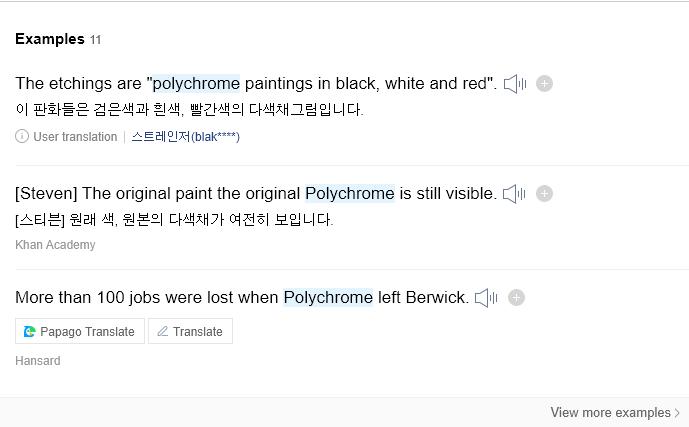 Examples 11
The etchings are "polychrome paintings in black, white and red".
이 판화들은 검은색과 흰색, 빨간색의 다색채그림입니다.
User translation | 스트레인저(blak****)
[Steven] The original paint the original Polychrome is still visible.
[스티븐] 원래 색, 원본의 다색채가 여전히 보입니다.
Khan Academy
More than 100 jobs were lost when Polychrome left Berwick.
Papago Translate Translate
Hansard
View more examples